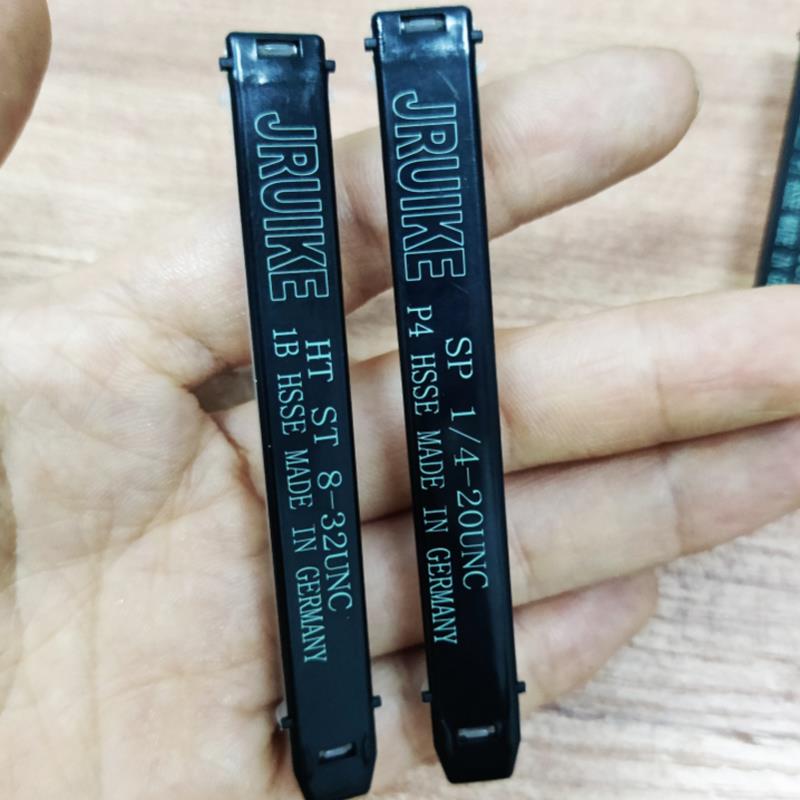 JRUIKE
HT ST 8-32UNC
1B HSSE MADE IN GERMANY
JRUIKE
SP 1/4-20UNC
P4 HSSE MADE IN GERMANY